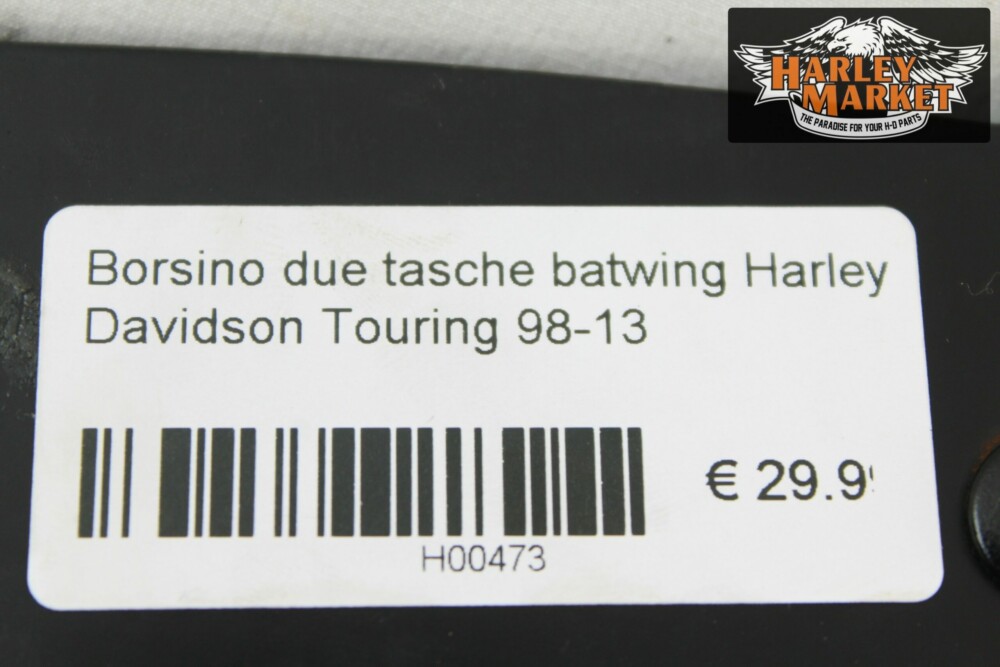 HARLEY
MARKET
THE PARADISE FOR YOUR H-D PARTS
Borsino due tasche batwing Harley
Davidson Touring 98-13
€ 29.9
H00473